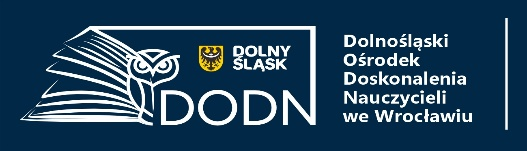 DOLNY
ŚLĄSK
DODN
Dolnośląski
Ośrodek
Doskonalenia
Nauczycieli
we Wrocławiu